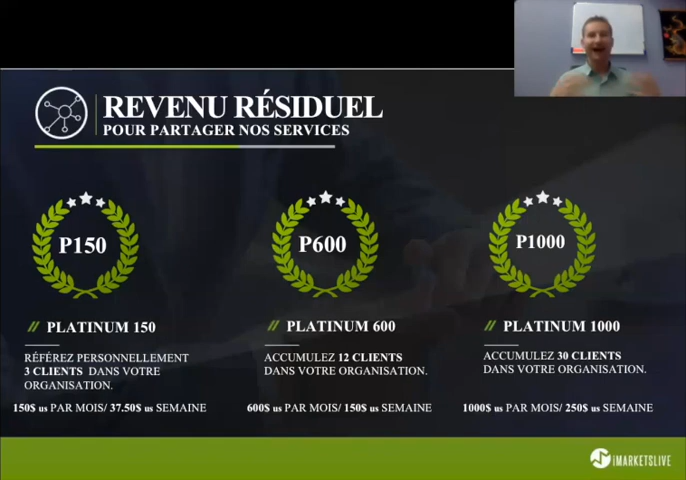 REVENU RÉSIDUEL
POUR PARTAGER NOS SERVICES
P150
P600
P1000
// PLATINUM 150
RÉFÉREZ PERSONNELLEMENT
3 CLIENTS DANS VOTRE
ORGANISATION.
150$ us PAR MOIS/ 37.50$ us SEMAINE
// PLATINUM 600
ACCUMULEZ 12 CLIENTS
DANS VOTRE ORGANISATION.
600$ us PAR MOIS/ 150$ us SEMAINE
// PLATINUM 1000
ACCUMULEZ 30 CLIENTS
DANS VOTRE ORGANISATION.
1000$ us PAR MOIS/ 250$ us SEMAINE
iMARKETSLIVE